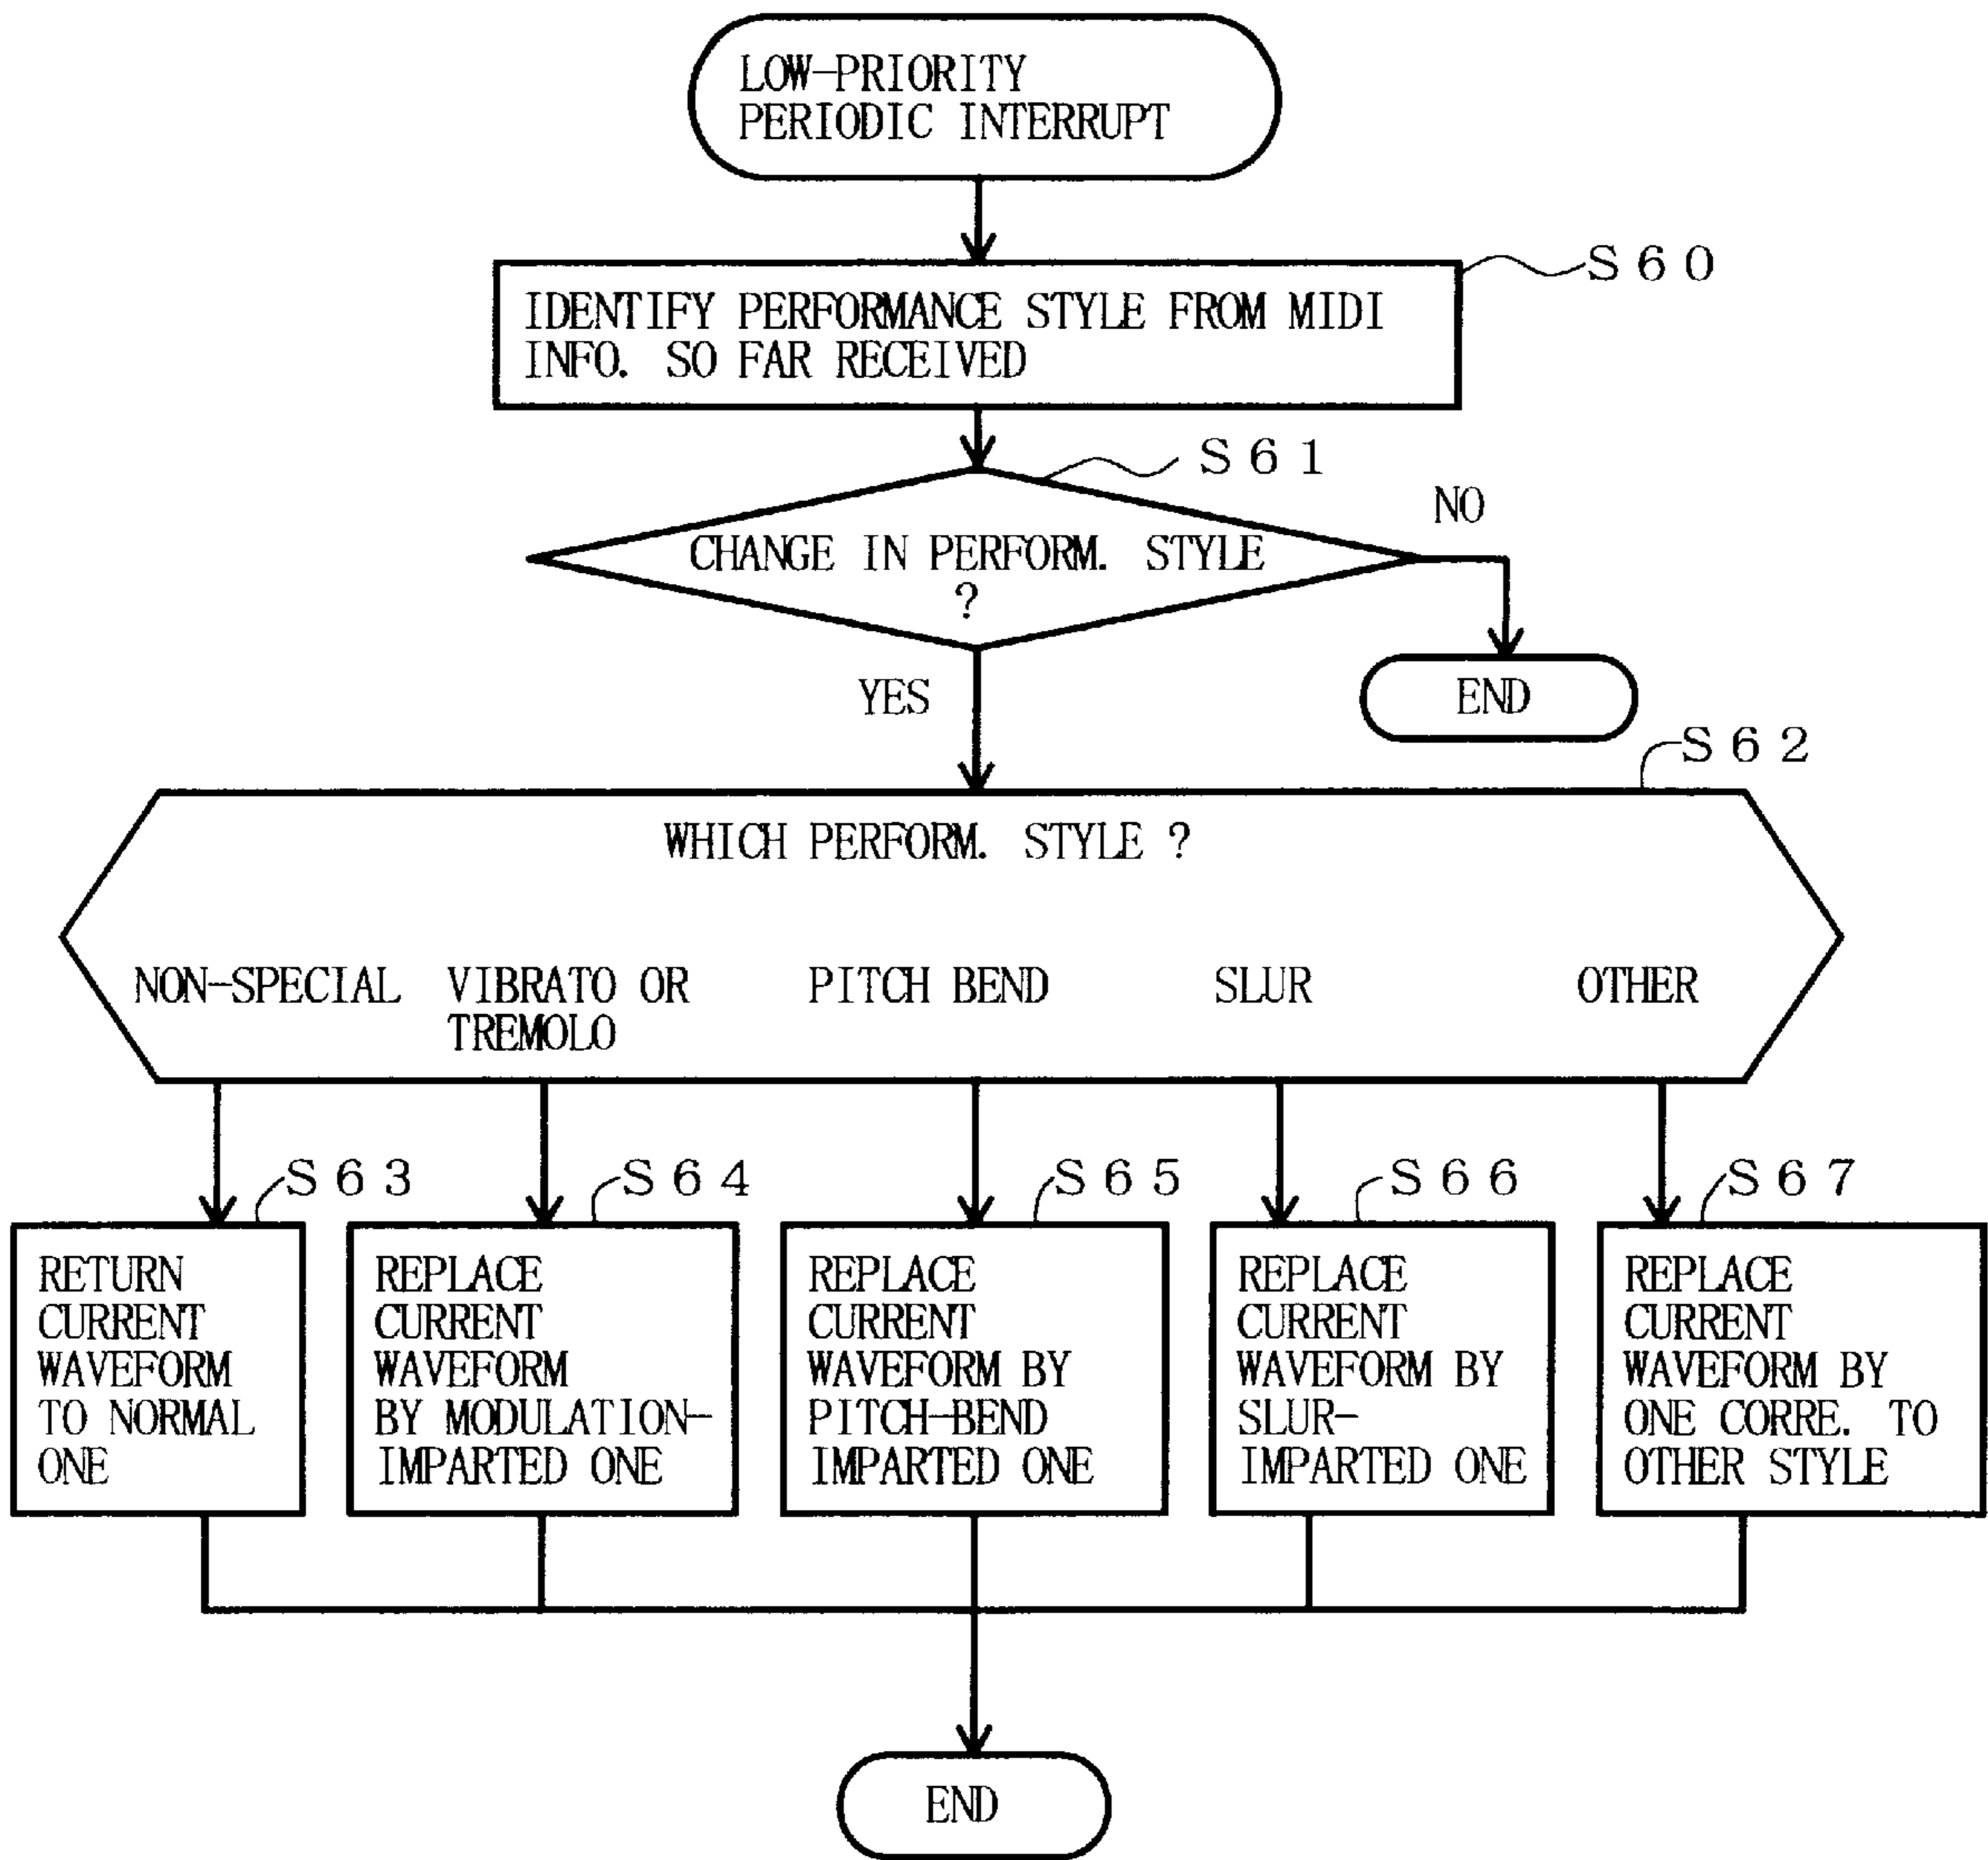 LOW-PRIORITY
PERIODIC INTERRUPT
S60
IDENTIFY PERFORMANCE STYLE FROM MIDI
INFO. SO FAR RECEIVED
S61
NO
CHANGE IN PERFORM. STYLE
?
YES
END
S62
WHICH PERFORM. STYLE ?
NON-SPECIAL
VIBRATO OR
TREMOLO
PITCH BEND
SLUR
OTHER
S63
RETURN
CURRENT
WAVEFORM
TO NORMAL
ONE
S64
REPLACE
CURRENT
WAVEFORM
BY MODULATION-
IMPARTED ONE
S65
REPLACE
CURRENT
WAVEFORM BY
PITCH-BEND
IMPARTED ONE
S66
REPLACE
CURRENT
WAVEFORM BY
SLUR-
IMPARTED ONE
S67
REPLACE
CURRENT
WAVEFORM BY
ONE CORRE. TO
OTHER STYLE
END